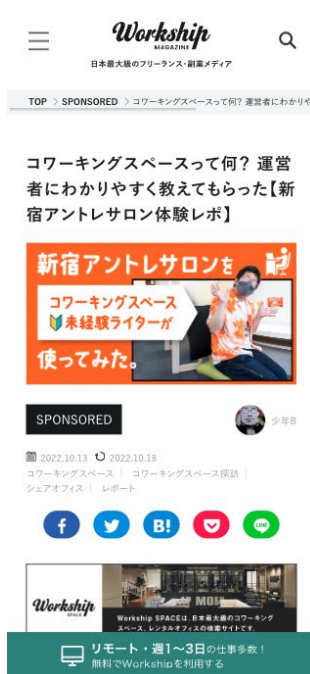 Workship
MAGAZINE
日本最大級のフリーランス・副業メディア
TOP > SPONSORED > コワーキングスペースって何? 運営者にわかりや
コワーキングスペースって何? 運営
者にわかりやすく教えてもらった【新
宿アントレサロン体験レポ】
新宿アントレサロンを
コワーキングスペース
未経験ライターが
使ってみた。
SPONSORED
少年B
2022.10.13 2022.10.18
コワーキングスペース | コワーキングスペース探訪 |
シェアオフィス | レポート
f
B!
LINE
Workship
SPACE
Workship SPACEは、日本最大級のコワーキング
スペース、レンタルオフィスの検索サイトです。
リモート・週1〜3日の仕事多数!
無料でWorkshipを利用する